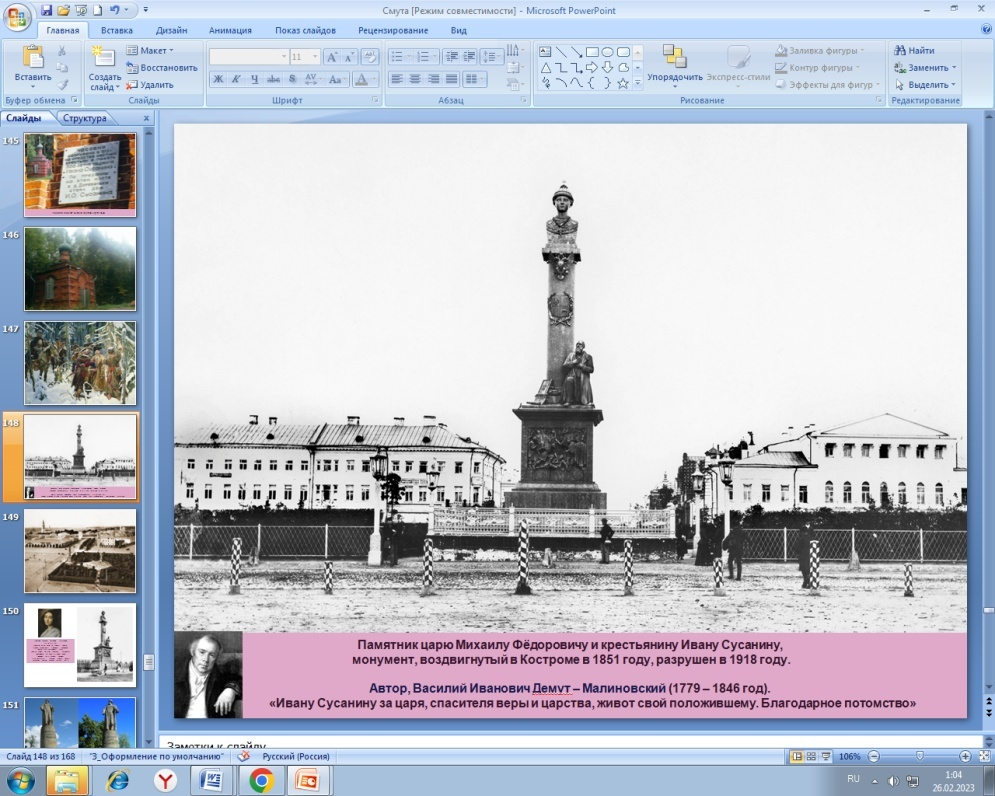 Смута [Режим совместимости] - Microsoft PowerPoint
Главная Вставка Дизайн Анимация Показ слайдов Рецензирование Вид
Вставить
Создать слайд
Макет
Восстановить
Удалить
11
Ж К Ч abc S AV Aa A
Упорядочить
Экспресс-стили
Заливка фигуры
Контур фигуры
Эффекты для фигур
Найти
Заменить
Выделить
Буфер обмена Слайды Шрифт Абзац Рисование Редактирование
Слайды Структура
145
146
147
148
149
150
151
Памятник царю Михаилу Фёдоровичу и крестьянину Ивану Сусанину,
монумент, воздвигнутый в Костроме в 1851 году, разрушен в 1918 году.
Автор, Василий Иванович Демут – Малиновский (1779 – 1846 год).
«Ивану Сусанину за царя, спасителя веры и царства, живот свой положившему. Благодарное потомство»
Заметки к слайду
Слайд 148 из 168 "3_Оформление по умолчанию" Русский (Россия) 106%
RU 1:04
26.02.2023